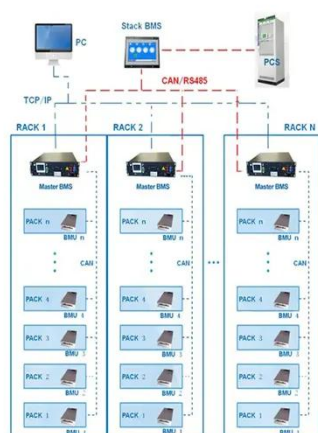 PC
Stack BMS
PCS
CAN/RS485
TCP/IP
RACK 1
RACK 2
RACK N
Master BMS
Master BMS
Master BMS
PACK n
BMU n
PACK n
BMU n
PACK n
BMU n
CAN
CAN
CAN
PACK 4
BMU 4
PACK 4
BMU 4
PACK 4
BMU 4
PACK 3
BMU 3
PACK 3
BMU 3
PACK 3
BMU 3
PACK 2
BMU 2
PACK 2
BMU 2
PACK 2
BMU 2
PACK 1
PACK 1
PACK 1